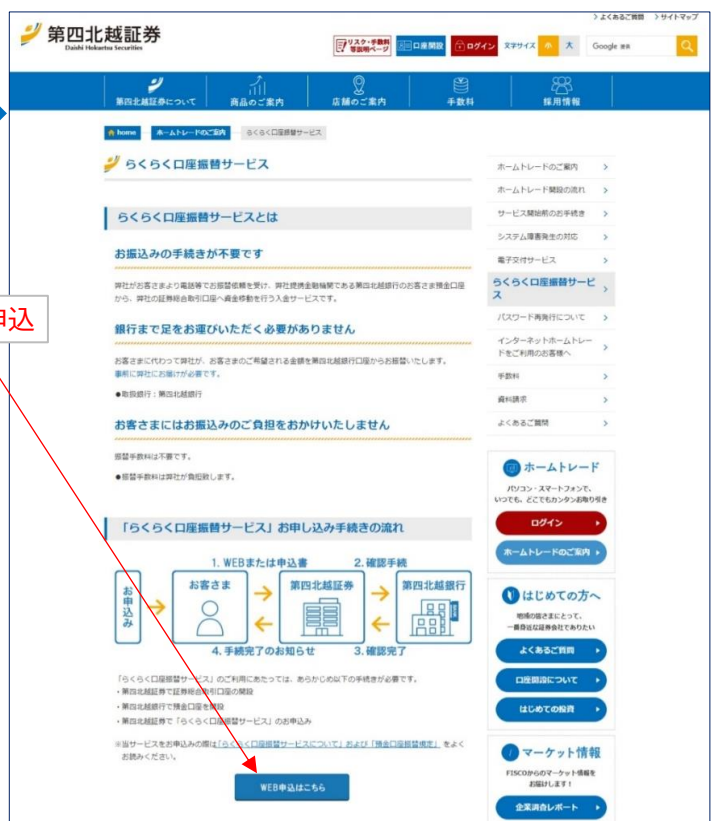 > よくあるご質問 > サイトマップ
第四北越証券
Daishi Hokuetsu Securities
リスク・手数料
等説明ページ
口座開設
ログイン
文字サイズ 小 大
Google 検索
第四北越証券について 商品のご案内 店舗のご案内 手数料 採用情報
home ホームトレードのご案内 らくらく口座振替サービス
らくらく口座振替サービス
らくらく口座振替サービスとは
お振込みの手続きが不要です
弊社がお客さまより電話等でお振替依頼を受け、弊社提携金融機関である第四北越銀行のお客さま預金口座
から、弊社の証券総合取引口座へ資金移動を行う入金サービスです。
申込
銀行まで足をお運びいただく必要がありません
お客さまに代わって弊社が、お客さまのご希望される金額を第四北越銀行口座からお振替いたします。
事前に弊社にお届けが必要です。
●取扱銀行：第四北越銀行
お客さまにはお振込みのご負担をおかけいたしません
振替手数料は不要です。
●振替手数料は弊社が負担致します。
「らくらく口座振替サービス」お申し込み手続きの流れ
1. WEBまたは申込書 2. 確認手続
お申込み
お客さま
第四北越証券
第四北越銀行
4. 手続完了のお知らせ 3. 確認完了
「らくらく口座振替サービス」のご利用にあたっては、あらかじめ以下の手続きが必要です。
・第四北越証券で証券総合取引口座の開設
・第四北越銀行で預金口座を開設
・第四北越証券で「らくらく口座振替サービス」のお申込み
※当サービスをお申込みの際は「らくらく口座振替サービスについて」および「預金口座振替規定」をよく
お読みください。
WEB申込はこちら
ホームトレードのご案内 >
ホームトレード開設の流れ >
サービス開始前のお手続き >
システム障害発生の対応 >
電子交付サービス >
らくらく口座振替サービ
ス >
パスワード再発行について >
インターネットホームトレー
ドをご利用のお客様へ >
手数料 >
資料請求 >
よくあるご質問 >
ホームトレード
パソコン・スマートフォンで、
いつでも、どこでもカンタンお取り引き
ログイン
ホームトレードのご案内
はじめての方へ
地域の皆さまにとって、
一番身近な証券会社でありたい
よくあるご質問
口座開設について
はじめての投資
マーケット情報
FISCOからのマーケット情報を
お届けします！
企業調査レポート